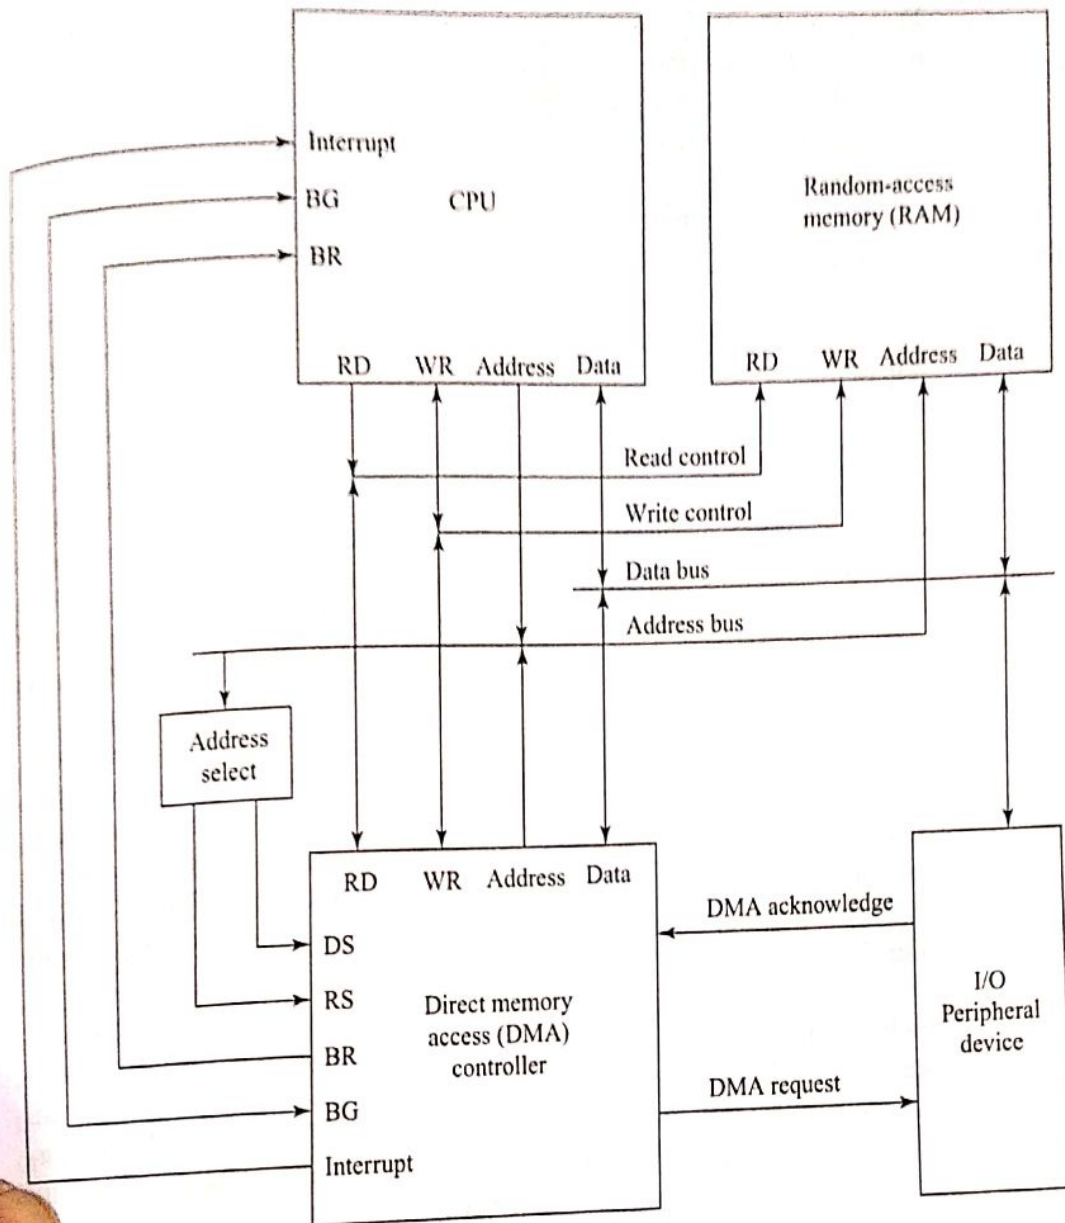 Interrupt
BG
CPU
BR
RD WR Address Data
Random-access
memory (RAM)
RD WR Address Data
Read control
Write control
Data bus
Address bus
Address
select
RD WR Address Data
DS
RS
BR
BG
Interrupt
Direct memory
access (DMA)
controller
DMA acknowledge
DMA request
I/O
Peripheral
device